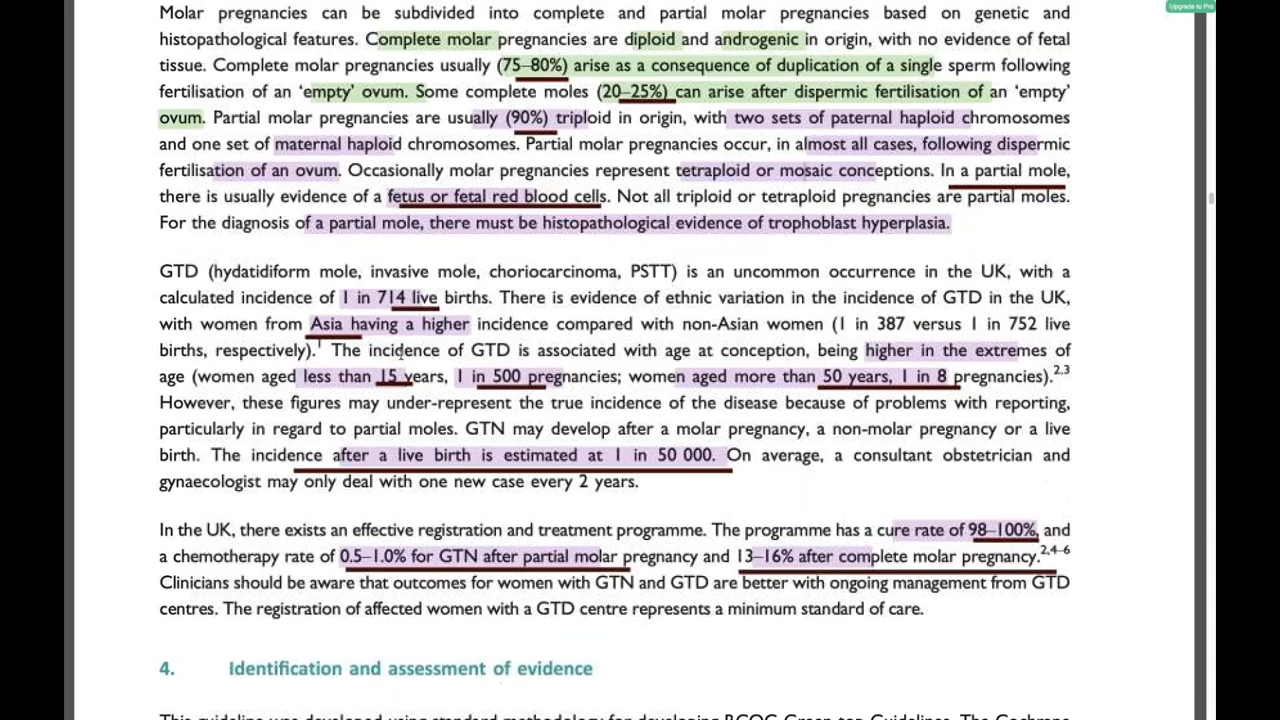 Upgrade to Pro
Molar pregnancies can be subdivided into complete and partial molar pregnancies based on genetic and
histopathological features. Complete molar pregnancies are diploid and androgenic in origin, with no evidence of fetal
tissue. Complete molar pregnancies usually (75–80%) arise as a consequence of duplication of a single sperm following
fertilisation of an ‘empty’ ovum. Some complete moles (20–25%) can arise after dispermic fertilisation of an ‘empty’
ovum. Partial molar pregnancies are usually (90%) triploid in origin, with two sets of paternal haploid chromosomes
and one set of maternal haploid chromosomes. Partial molar pregnancies occur, in almost all cases, following dispermic
fertilisation of an ovum. Occasionally molar pregnancies represent tetraploid or mosaic conceptions. In a partial mole,
there is usually evidence of a fetus or fetal red blood cells. Not all triploid or tetraploid pregnancies are partial moles.
For the diagnosis of a partial mole, there must be histopathological evidence of trophoblast hyperplasia.
GTD (hydatidiform mole, invasive mole, choriocarcinoma, PSTT) is an uncommon occurrence in the UK, with a
calculated incidence of 1 in 714 live births. There is evidence of ethnic variation in the incidence of GTD in the UK,
with women from Asia having a higher incidence compared with non-Asian women (1 in 387 versus 1 in 752 live
births, respectively).1 The incidence of GTD is associated with age at conception, being higher in the extremes of
age (women aged less than 15 years, 1 in 500 pregnancies; women aged more than 50 years, 1 in 8 pregnancies).2,3
However, these figures may under-represent the true incidence of the disease because of problems with reporting,
particularly in regard to partial moles. GTN may develop after a molar pregnancy, a non-molar pregnancy or a live
birth. The incidence after a live birth is estimated at 1 in 50 000. On average, a consultant obstetrician and
gynaecologist may only deal with one new case every 2 years.
In the UK, there exists an effective registration and treatment programme. The programme has a cure rate of 98–100%, and
a chemotherapy rate of 0.5–1.0% for GTN after partial molar pregnancy and 13–16% after complete molar pregnancy.2,4–6
Clinicians should be aware that outcomes for women with GTN and GTD are better with ongoing management from GTD
centres. The registration of affected women with a GTD centre represents a minimum standard of care.
4. Identification and assessment of evidence
This guideline was developed using standard methodology for developing RCOG Green-top Guidelines. The Cochrane